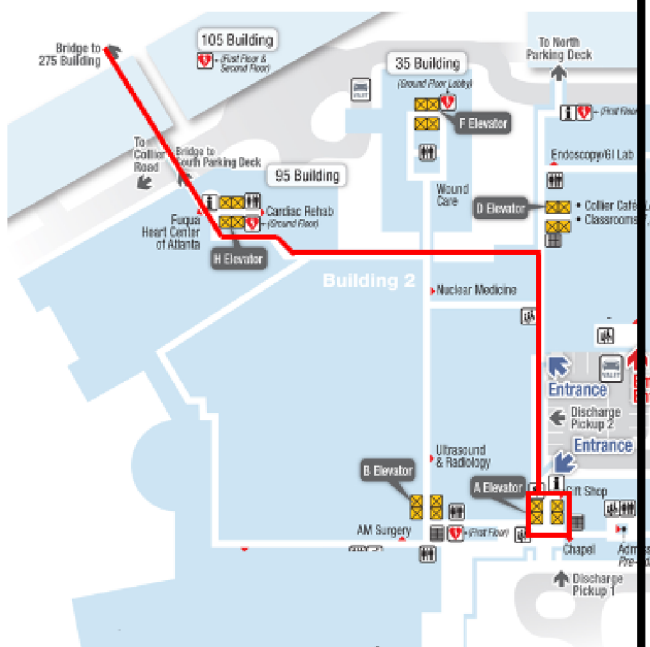 105 Building
(First Floor &
Second Floor)
Bridge to
275 Building
35 Building
(Ground Floor Lobby)
To North
Parking Deck
VALET
F Elevator
(First Floor
To
Collier
Road
Bridge to
South Parking Deck
Endoscopy/GI Lab
95 Building
Wound
Care
D Elevator
• Collier Café
• Classrooms
Fuqua
Heart Center
of Atlanta
Cardiac Rehab
(Ground Floor)
H Elevator
Building 2
Nuclear Medicine
VALET
Entrance
Discharge
Pickup 2
Entrance
Ultrasound
& Radiology
B Elevator
A Elevator
Gift Shop
AM Surgery
(First Floor)
Chapel
Discharge
Pickup 1